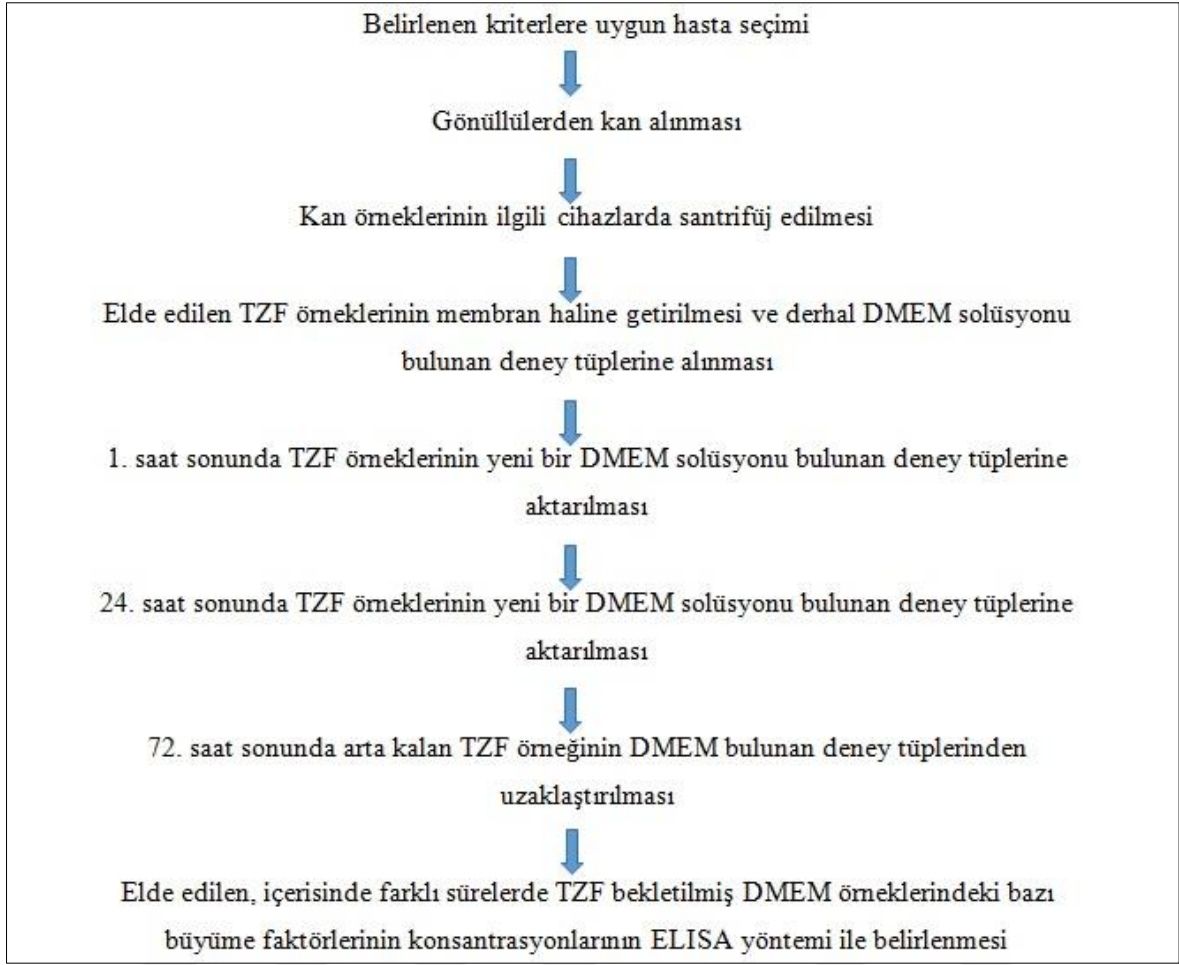 Belirlenen kriterlere uygun hasta seçimi
Gönüllülerden kan alınması
Kan örneklerinin ilgili cihazlarda santrifüj edilmesi
Elde edilen TZF örneklerinin membran haline getirilmesi ve derhal DMEM solüsyonu
bulunan deney tüplerine alınması
1. saat sonunda TZF örneklerinin yeni bir DMEM solüsyonu bulunan deney tüplerine
aktarılması
24. saat sonunda TZF örneklerinin yeni bir DMEM solüsyonu bulunan deney tüplerine
aktarılması
72. saat sonunda arta kalan TZF örneğinin DMEM bulunan deney tüplerinden
uzaklaştırılması
Elde edilen, içerisinde farklı sürelerde TZF bekletilmiş DMEM örneklerindeki bazı
büyüme faktörlerinin konsantrasyonlarının ELISA yöntemi ile belirlenmesi